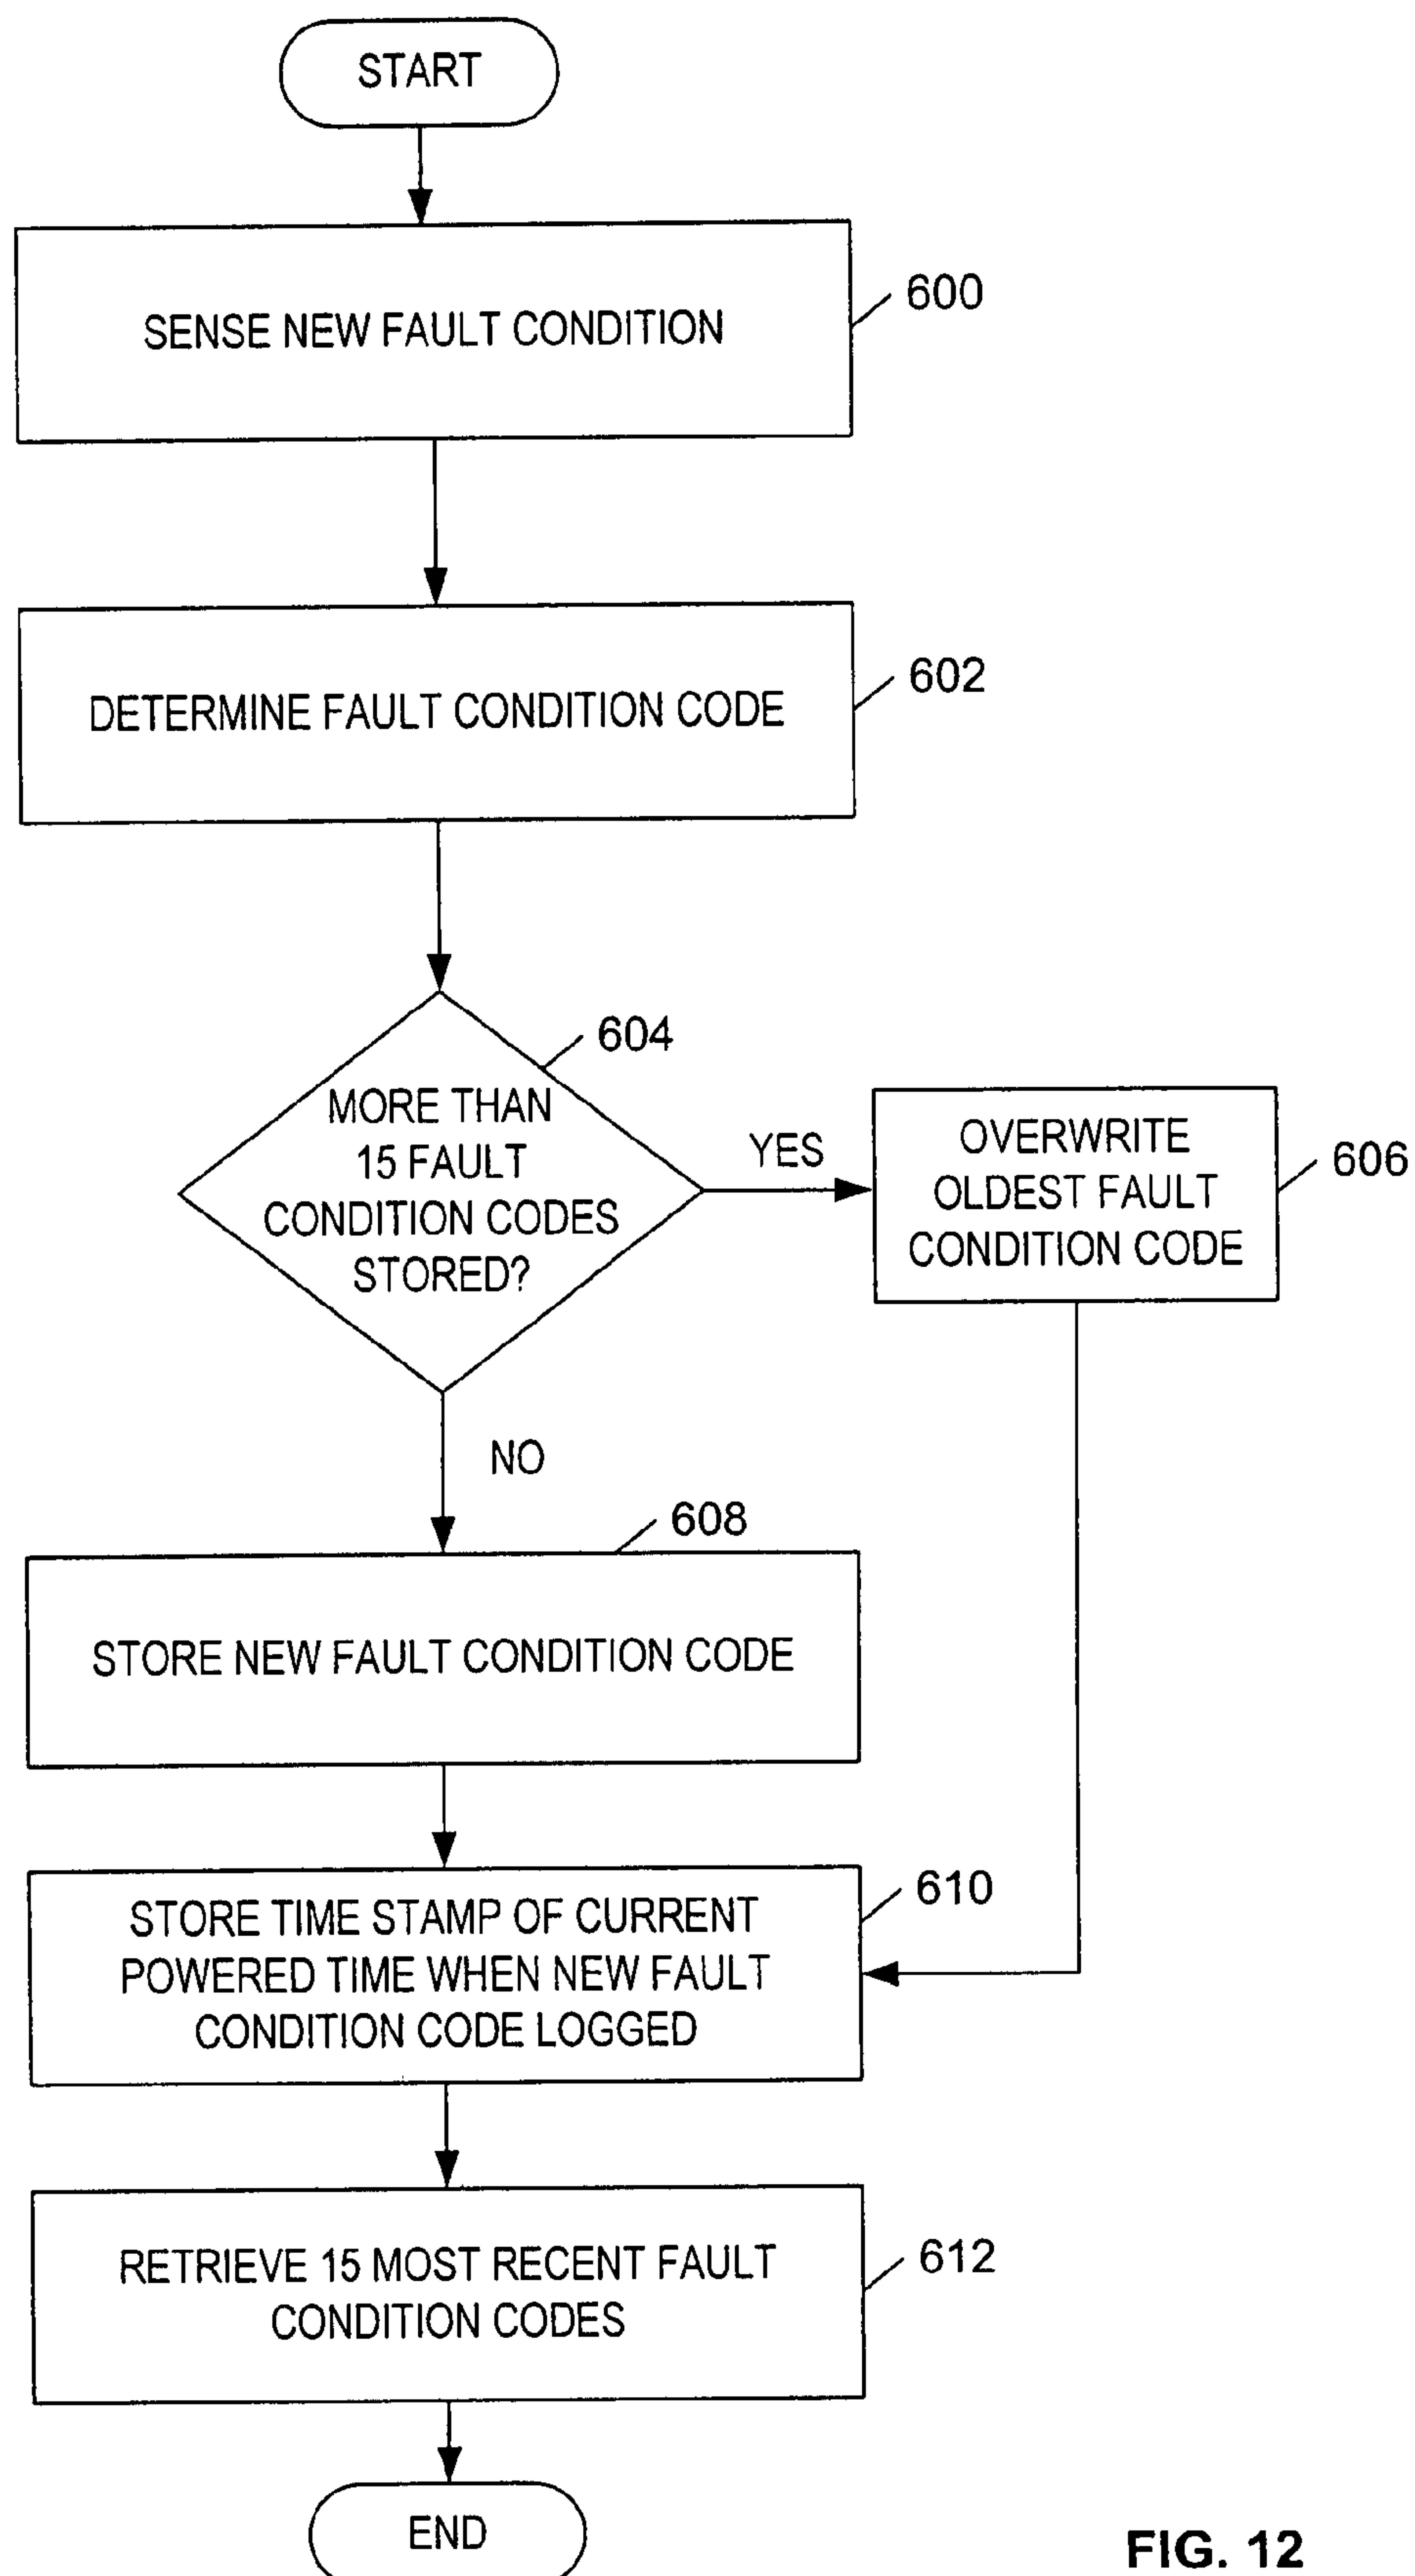 START
SENSE NEW FAULT CONDITION
600
DETERMINE FAULT CONDITION CODE
602
604
MORE THAN
15 FAULT
CONDITION CODES
STORED?
YES
OVERWRITE
OLDEST FAULT
CONDITION CODE
606
NO
608
STORE NEW FAULT CONDITION CODE
STORE TIME STAMP OF CURRENT
POWERED TIME WHEN NEW FAULT
CONDITION CODE LOGGED
610
RETRIEVE 15 MOST RECENT FAULT
CONDITION CODES
612
END
FIG. 12